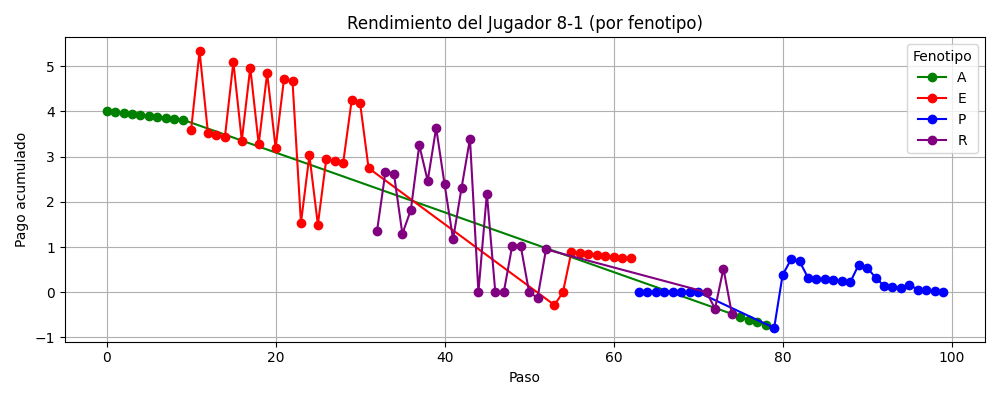 Rendimiento del Jugador 8-1 (por fenotipo)
Pago acumulado
5
4
3
2
1
0
−1
Fenotipo
A
E
P
R
0 20 40 60 80 100
Paso